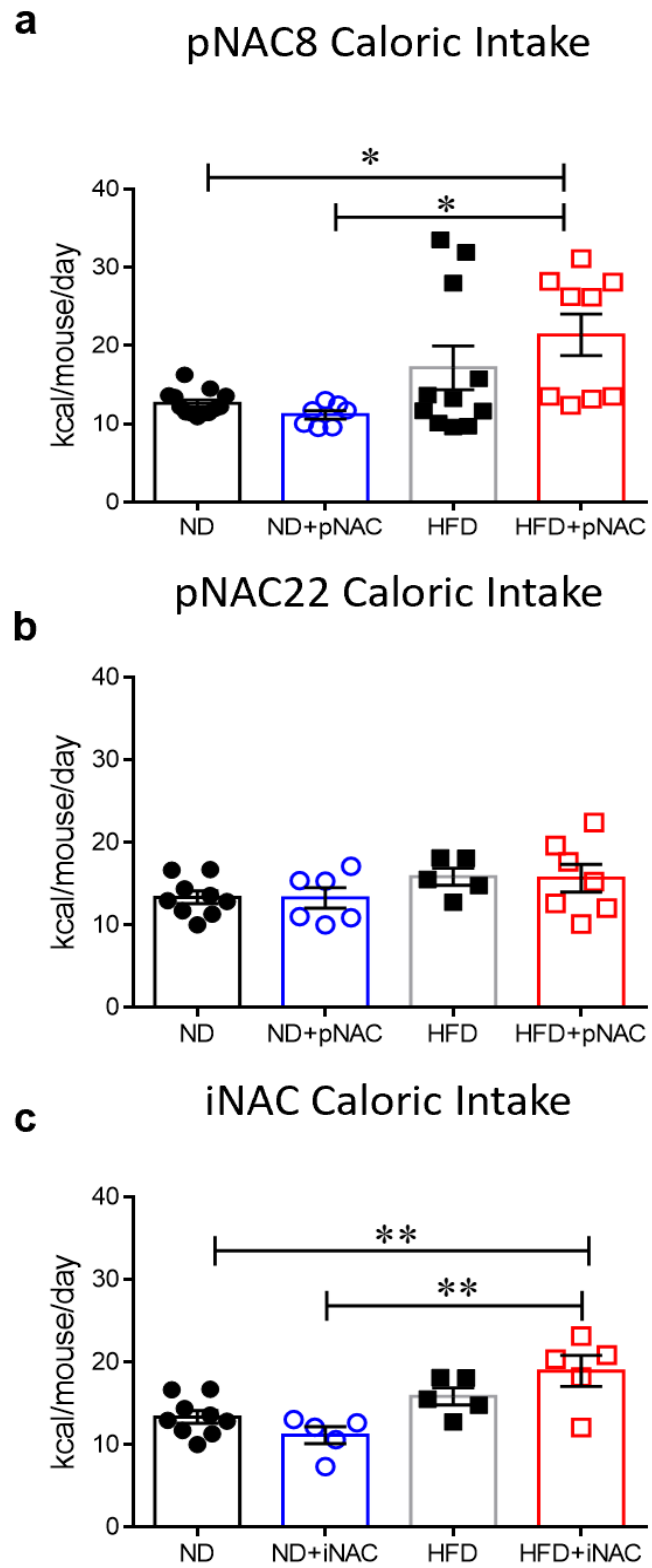 a
pNAC8 Caloric Intake
*
*
40
30
20
10
0
kcal/mouse/day
ND ND+pNAC HFD HFD+pNAC
pNAC22 Caloric Intake
b
40
30
20
10
0
kcal/mouse/day
ND ND+pNAC HFD HFD+pNAC
iNAC Caloric Intake
c
**
**
40
30
20
10
0
kcal/mouse/day
ND ND+iNAC HFD HFD+iNAC